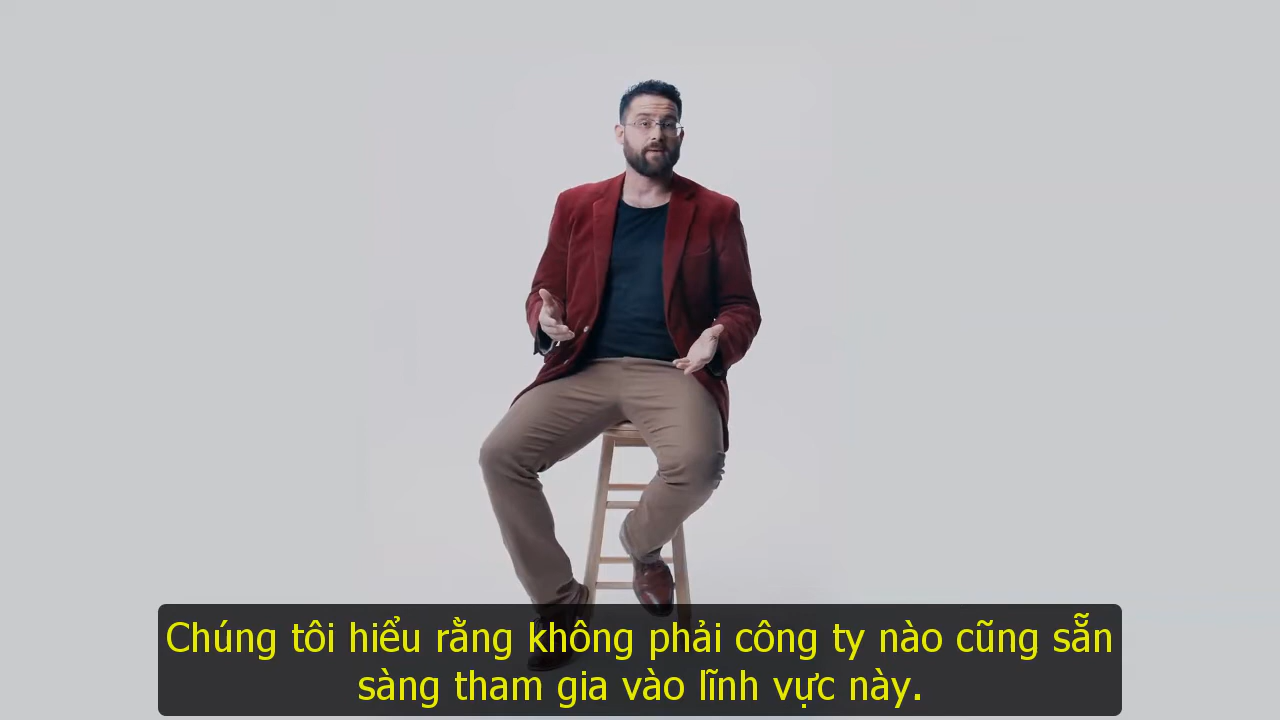 Chúng tôi hiểu rằng không phải công ty nào cũng sẵn
sàng tham gia vào lĩnh vực này.